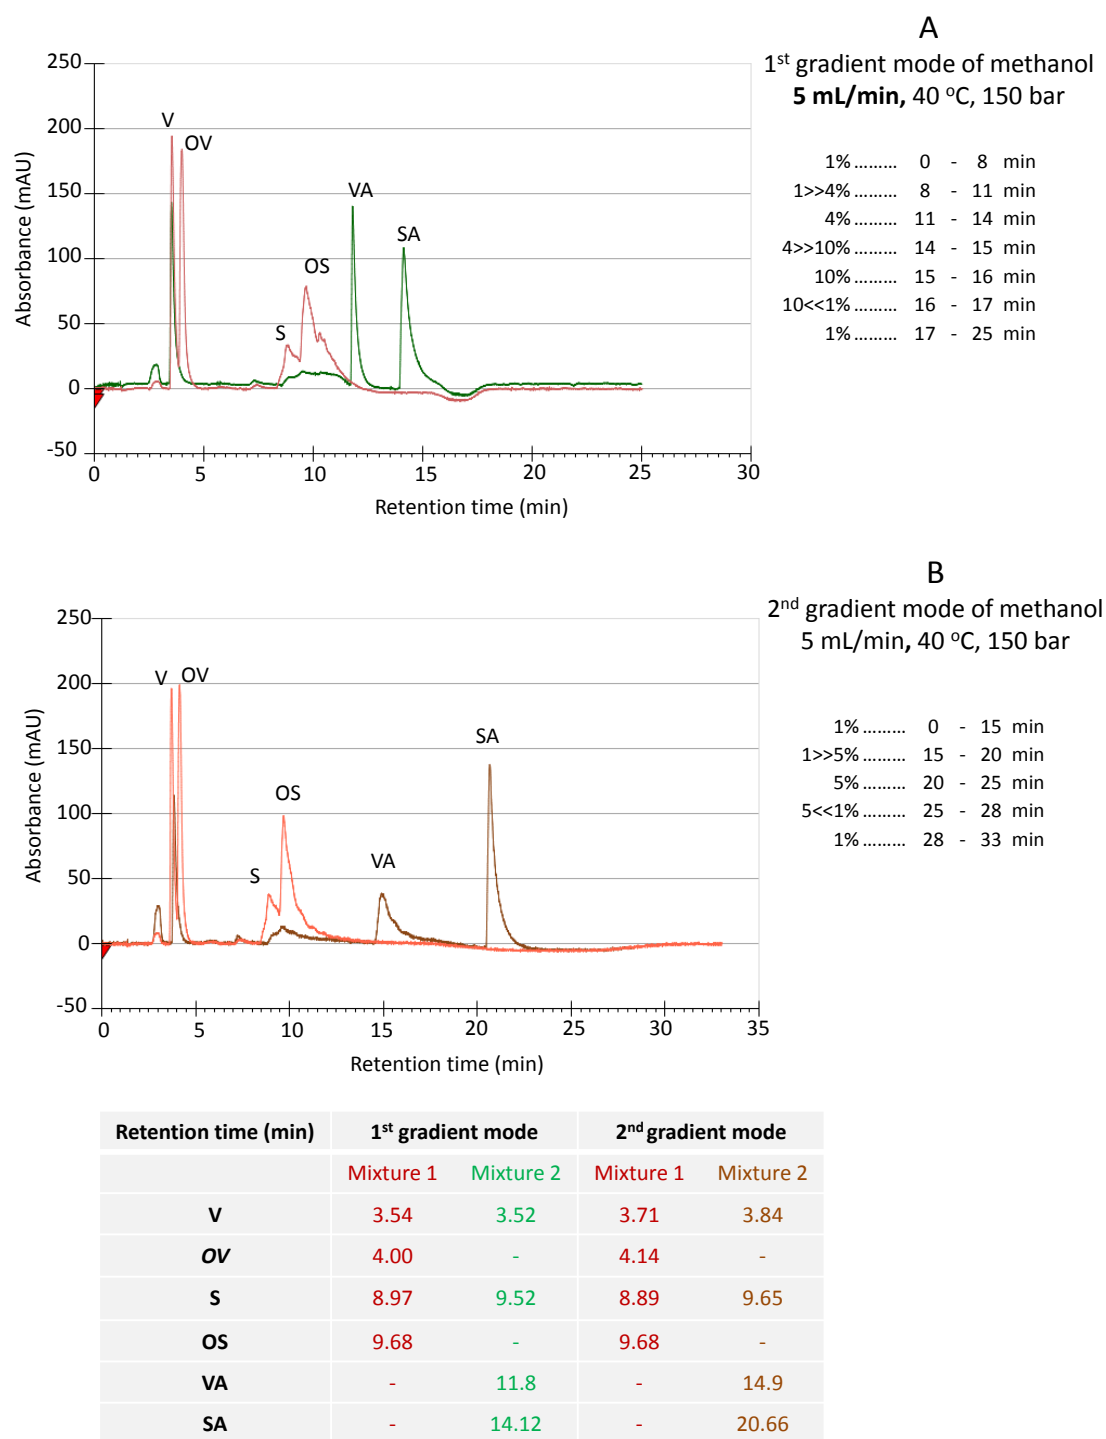 A
1st gradient mode of methanol
5 mL/min, 40 °C, 150 bar
1% ......... 0 - 8 min
1>>4% ......... 8 - 11 min
4% ......... 11 - 14 min
4>>10% ......... 14 - 15 min
10% ......... 15 - 16 min
10<<1% ......... 16 - 17 min
1% ......... 17 - 25 min
Absorbance (mAU)
250
200
150
100
50
0
-50
V
OV
S
OS
VA
SA
0 5 10 15 20 25 30
Retention time (min)
B
2nd gradient mode of methanol
5 mL/min, 40 °C, 150 bar
1% ......... 0 - 15 min
1>>5% ......... 15 - 20 min
5% ......... 20 - 25 min
5<<1% ......... 25 - 28 min
1% ......... 28 - 33 min
Absorbance (mAU)
250
200
150
100
50
0
-50
V
OV
S
OS
VA
SA
0 5 10 15 20 25 30 35
Retention time (min)
Retention time (min) 1st gradient mode 2nd gradient mode
Mixture 1 Mixture 2 Mixture 1 Mixture 2
V 3.54 3.52 3.71 3.84
OV 4.00 - 4.14 -
S 8.97 9.52 8.89 9.65
OS 9.68 - 9.68 -
VA - 11.8 - 14.9
SA - 14.12 - 20.66